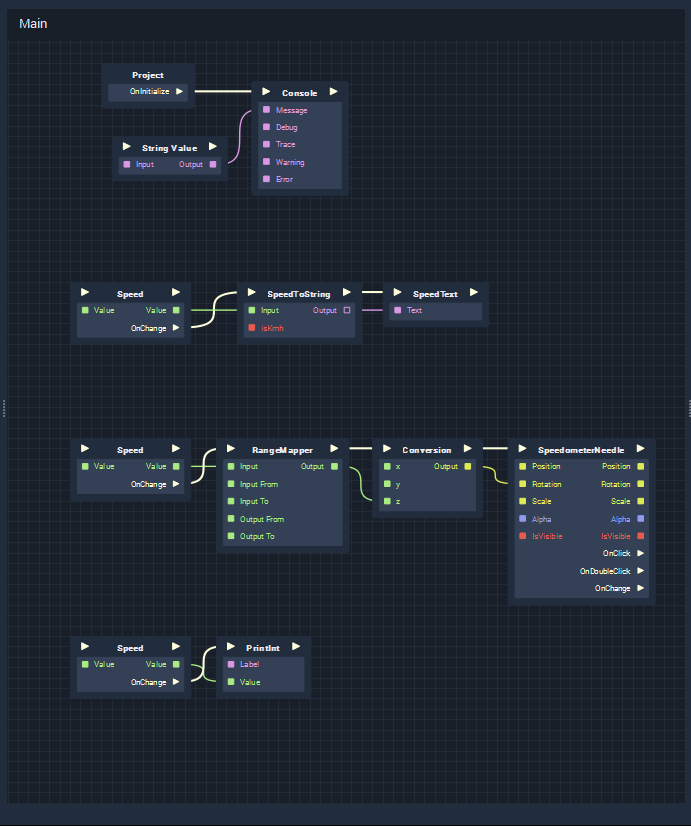 Main
Project
OnInitialize
Console
Message
Debug
Trace
Warning
Error
String Value
Input Output
Speed
Value Value
OnChange
SpeedToString
Input Output
isKmh
SpeedText
Text
Speed
Value Value
OnChange
RangeMapper
Input Output
Input From
Input To
Output From
Output To
Conversion
x Output
y
z
SpeedometerNeedle
Position Position
Rotation Rotation
Scale Scale
Alpha Alpha
IsVisible IsVisible
OnClick
OnDoubleClick
OnChange
Speed
Value Value
OnChange
PrintInt
Label
Value